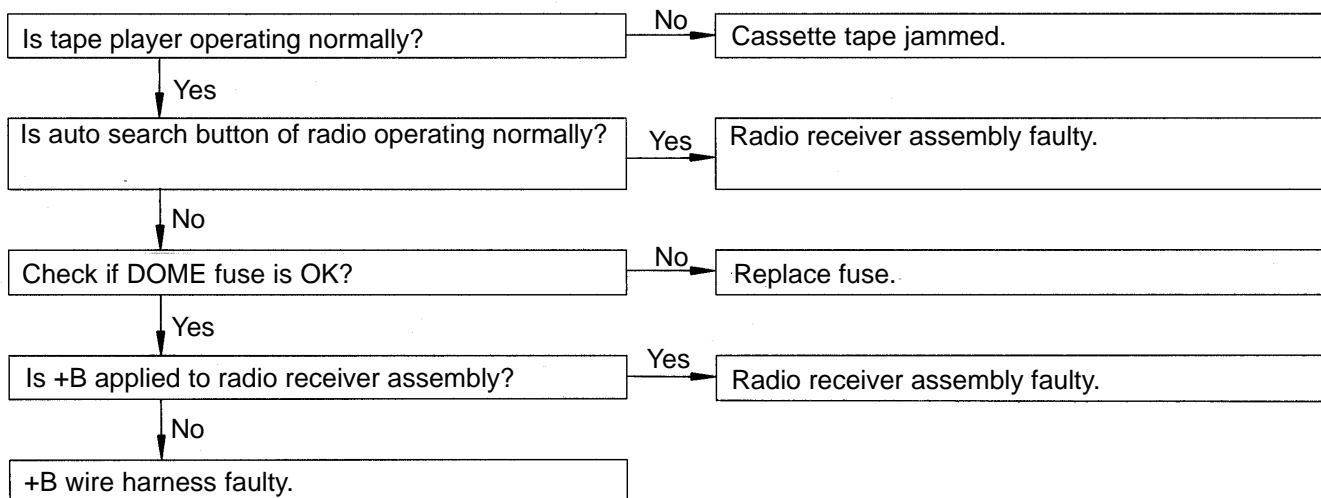 Is tape player operating normally?
No
Cassette tape jammed.
Yes
Is auto search button of radio operating normally?
Yes
Radio receiver assembly faulty.
No
Check if DOME fuse is OK?
No
Replace fuse.
Yes
Is +B applied to radio receiver assembly?
Yes
Radio receiver assembly faulty.
No
+B wire harness faulty.